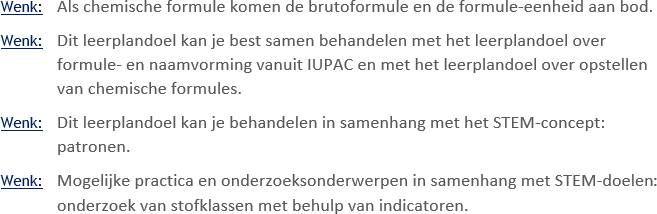 Wenk: Als chemische formule komen de brutoformule en de formule-eenheid aan bod.
Wenk: Dit leerplandoel kan je best samen behandelen met het leerplandoel over
formule- en naamvorming vanuit IUPAC en met het leerplandoel over opstellen
van chemische formules.
Wenk: Dit leerplandoel kan je behandelen in samenhang met het STEM-concept:
patronen.
Wenk: Mogelijke practica en onderzoeksonderwerpen in samenhang met STEM-doelen:
onderzoek van stofklassen met behulp van indicatoren.